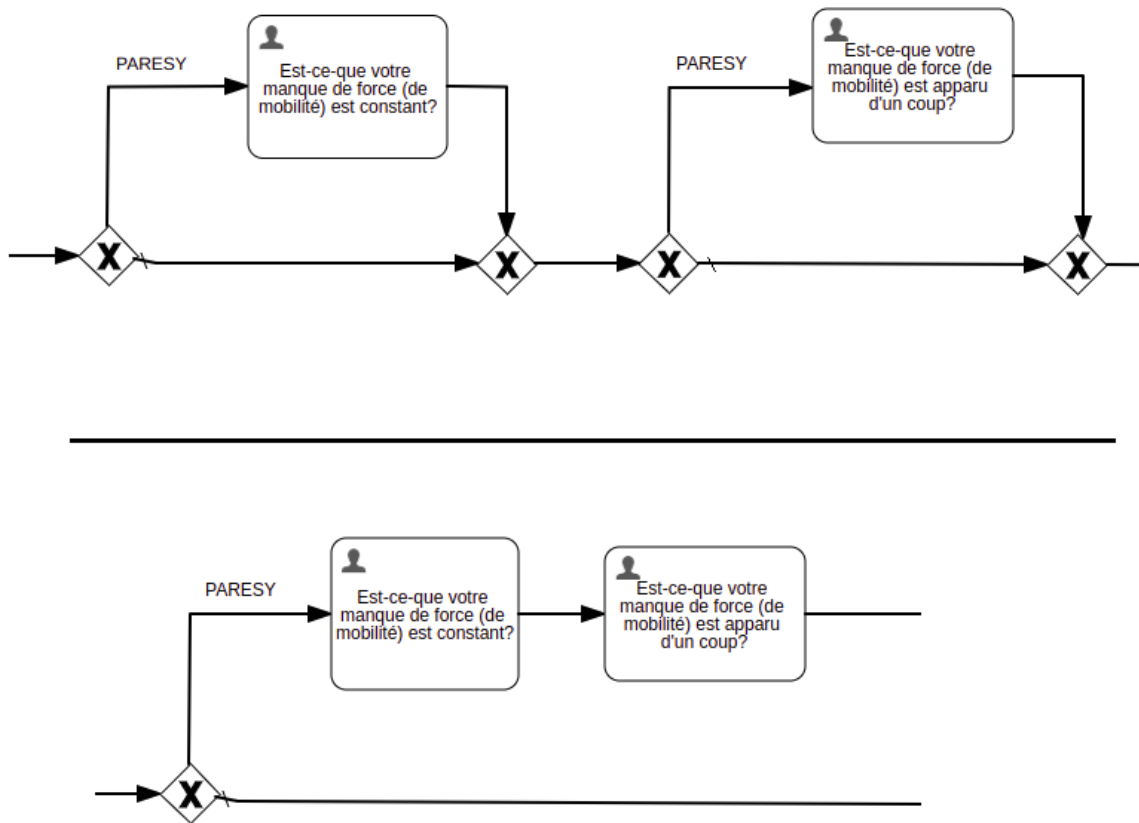 PARESY
Est-ce-que votre
manque de force (de
mobilité) est constant?
PARESY
Est-ce-que votre
manque de force (de
mobilité) est apparu
d'un coup?
X
X
X
X
PARESY
Est-ce-que votre
manque de force (de
mobilité) est constant?
Est-ce-que votre
manque de force (de
mobilité) est apparu
d'un coup?
X